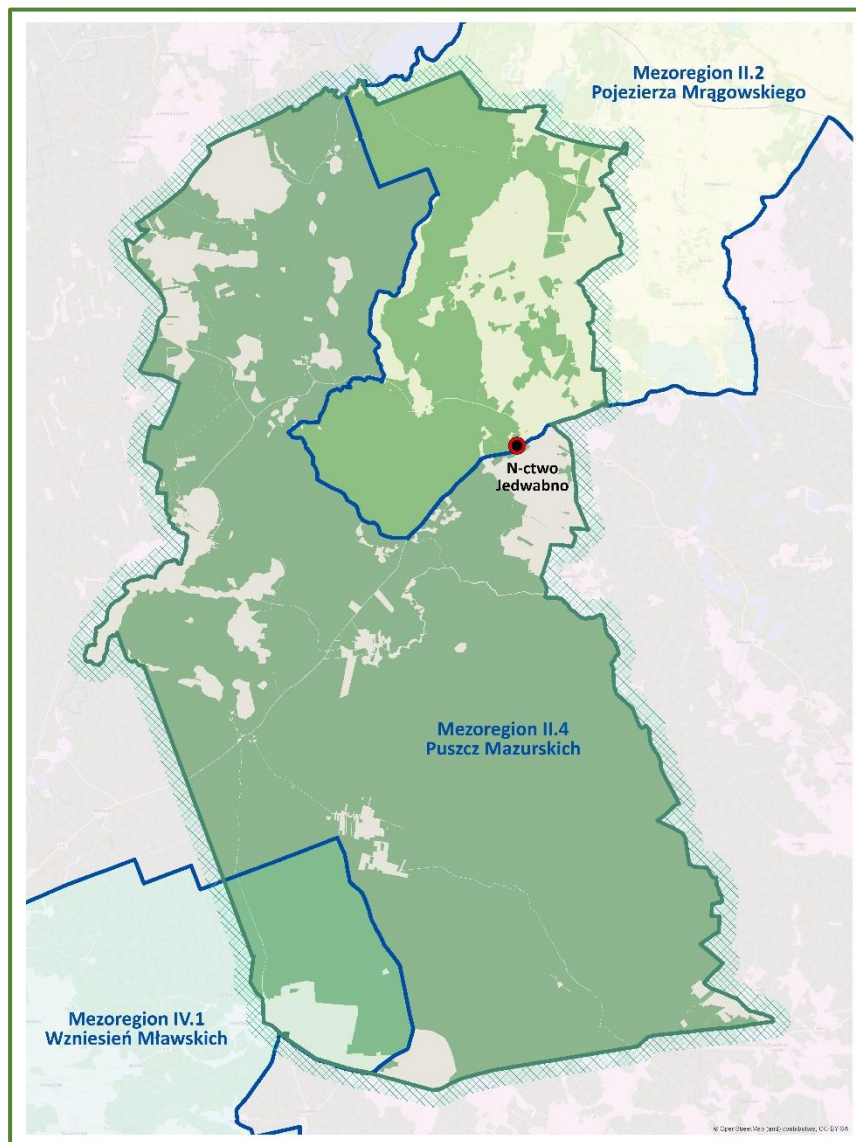 Mezoregion II.2
Pojezierza Mrągowskiego
N-ctwo
Jedwabno
Mezoregion II.4
Puszcz Mazurskich
Mezoregion IV.1
Wzniesień Mławskich
© OpenStreetMap (and) contributors, CC-BY-SA